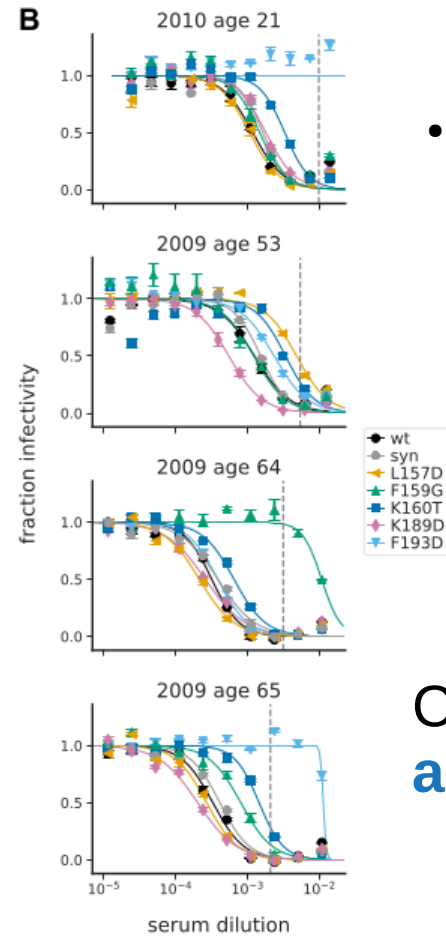 B
2010 age 21
1.0
0.5
0.0
•
2009 age 53
1.0
0.5
0.0
fraction infectivity
wt
syn
L157D
F159G
K160T
K189D
F193D
2009 age 64
1.0
0.5
0.0
2009 age 65
1.0
0.5
0.0
10⁻⁵ 10⁻⁴ 10⁻³ 10⁻²
serum dilution
C
a